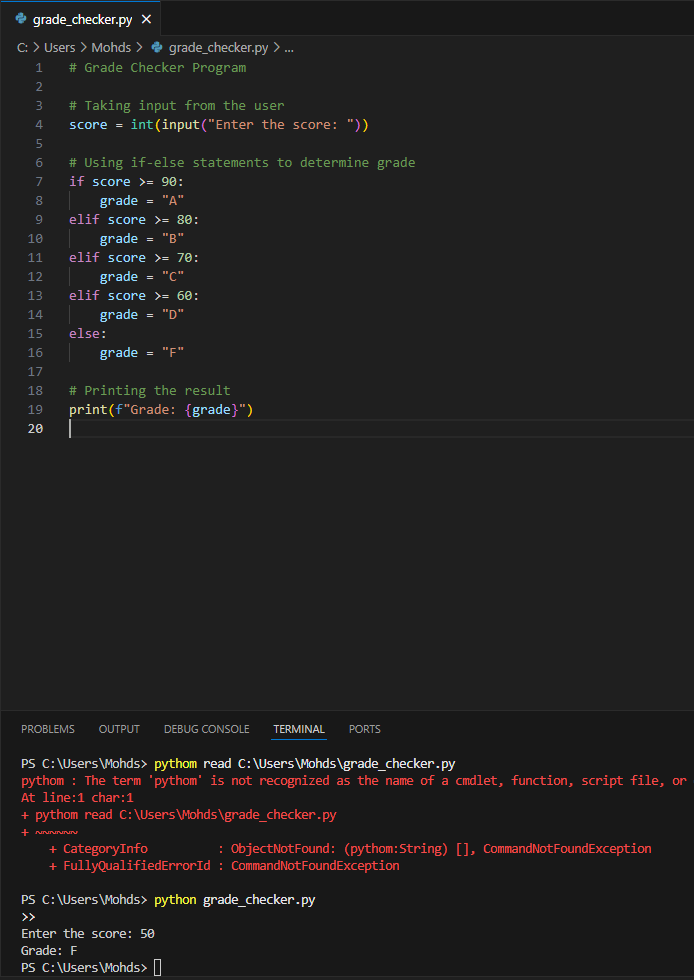 grade_checker.py ×
C: > Users > Mohds > grade_checker.py > ...
1 # Grade Checker Program
2
3 # Taking input from the user
4 score = int(input("Enter the score: "))
5
6 # Using if-else statements to determine grade
7 if score >= 90:
8     grade = "A"
9 elif score >= 80:
10     grade = "B"
11 elif score >= 70:
12     grade = "C"
13 elif score >= 60:
14     grade = "D"
15 else:
16     grade = "F"
17
18 # Printing the result
19 print(f"Grade: {grade}")
20
PROBLEMS OUTPUT DEBUG CONSOLE TERMINAL PORTS
PS C:\Users\Mohds> pythom read C:\Users\Mohds\grade_checker.py
pythom : The term 'pythom' is not recognized as the name of a cmdlet, function, script file, or
At line:1 char:1
+ pythom read C:\Users\Mohds\grade_checker.py
+ ~~~~~~
    + CategoryInfo          : ObjectNotFound: (pythom:String) [], CommandNotFoundException
    + FullyQualifiedErrorId : CommandNotFoundException
PS C:\Users\Mohds> python grade_checker.py
>>
Enter the score: 50
Grade: F
PS C:\Users\Mohds>